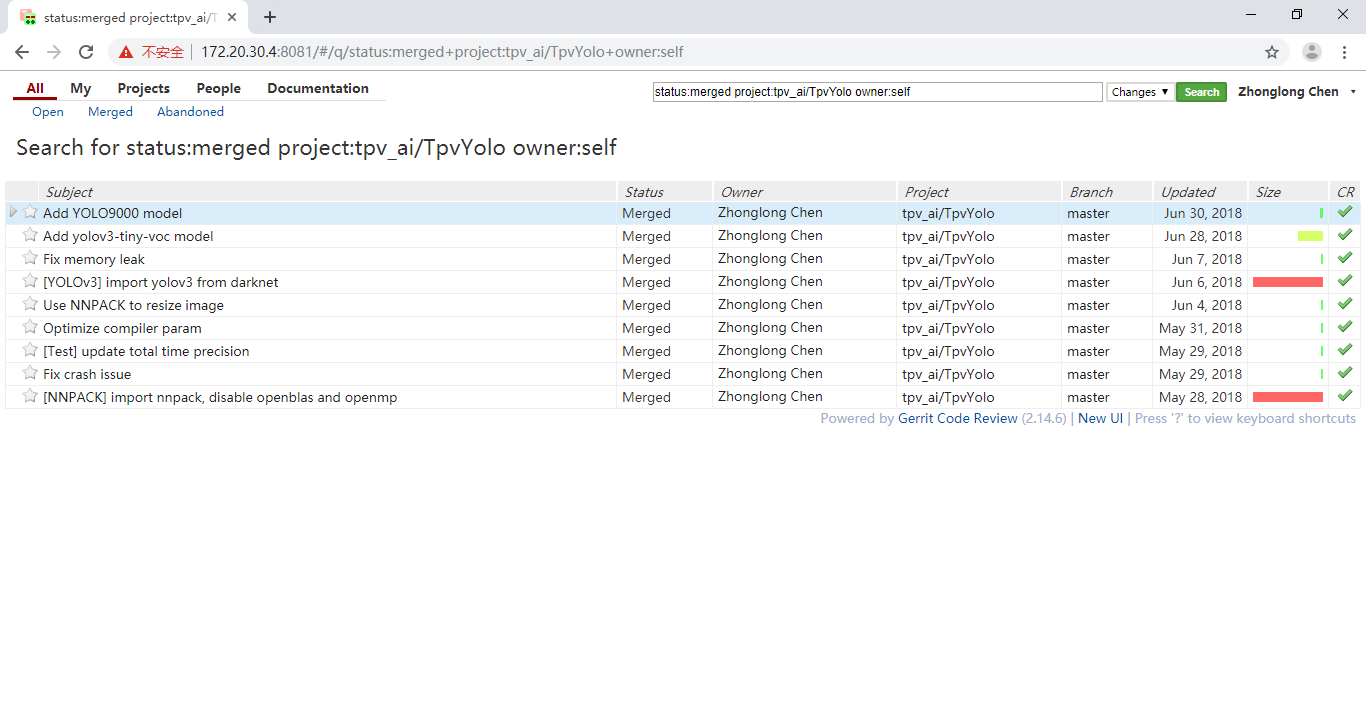 status:merged project:tpv_ai/T
不安全 172.20.30.4:8081/#/q/status:merged+project:tpv_ai/TpvYolo+owner:self
All My Projects People Documentation
status:merged project:tpv_ai/TpvYolo owner:self Changes ▼ Search Zhonglong Chen
Open Merged Abandoned
Search for status:merged project:tpv_ai/TpvYolo owner:self
Subject Status Owner Project Branch Updated Size CR
Add YOLO9000 model Merged Zhonglong Chen tpv_ai/TpvYolo master Jun 30, 2018
Add yolov3-tiny-voc model Merged Zhonglong Chen tpv_ai/TpvYolo master Jun 28, 2018
Fix memory leak Merged Zhonglong Chen tpv_ai/TpvYolo master Jun 7, 2018
[YOLOv3] import yolov3 from darknet Merged Zhonglong Chen tpv_ai/TpvYolo master Jun 6, 2018
Use NNPACK to resize image Merged Zhonglong Chen tpv_ai/TpvYolo master Jun 4, 2018
Optimize compiler param Merged Zhonglong Chen tpv_ai/TpvYolo master May 31, 2018
[Test] update total time precision Merged Zhonglong Chen tpv_ai/TpvYolo master May 29, 2018
Fix crash issue Merged Zhonglong Chen tpv_ai/TpvYolo master May 29, 2018
[NNPACK] import nnpack, disable openblas and openmp Merged Zhonglong Chen tpv_ai/TpvYolo master May 28, 2018
Powered by Gerrit Code Review (2.14.6) | New UI | Press '?' to view keyboard shortcuts